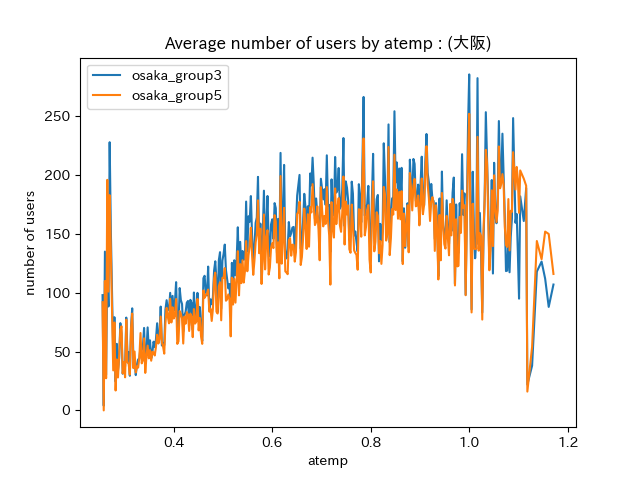 Average number of users by atemp : (大阪)
osaka_group3
osaka_group5
number of users
250
200
150
100
50
0
0.4 0.6 0.8 1.0 1.2
atemp